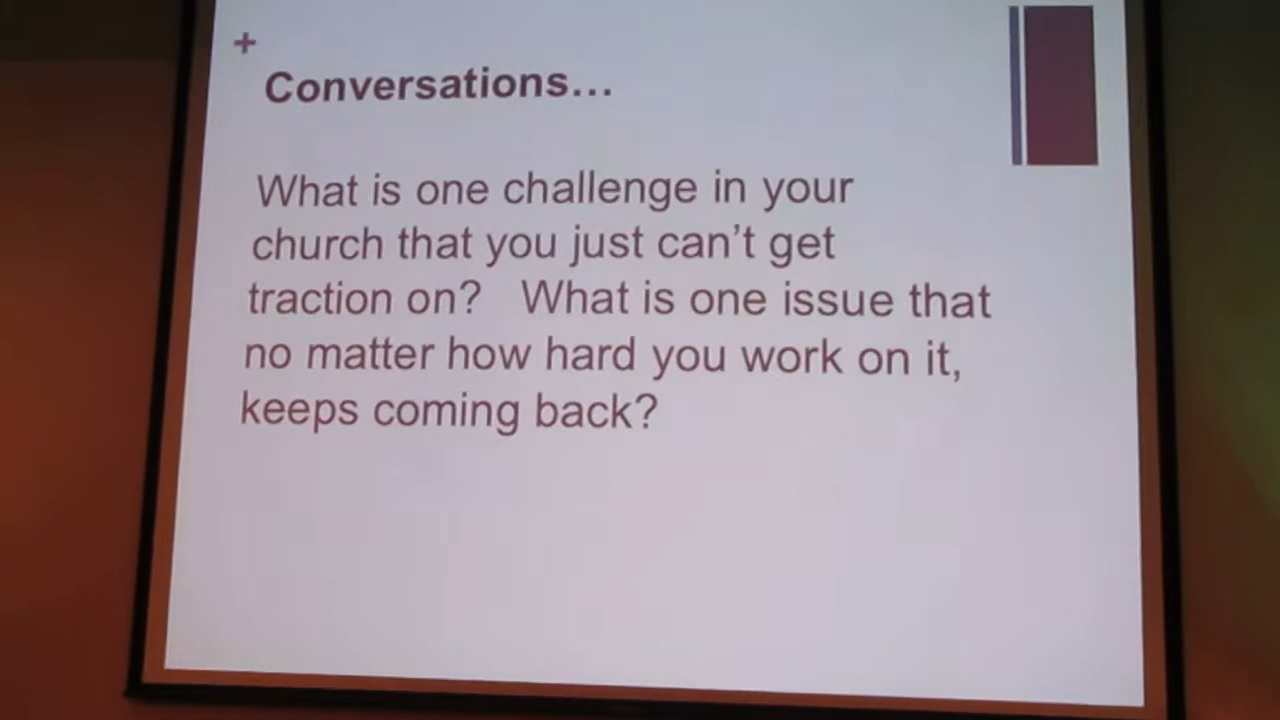 +
Conversations…
What is one challenge in your
church that you just can’t get
traction on?   What is one issue that
no matter how hard you work on it,
keeps coming back?